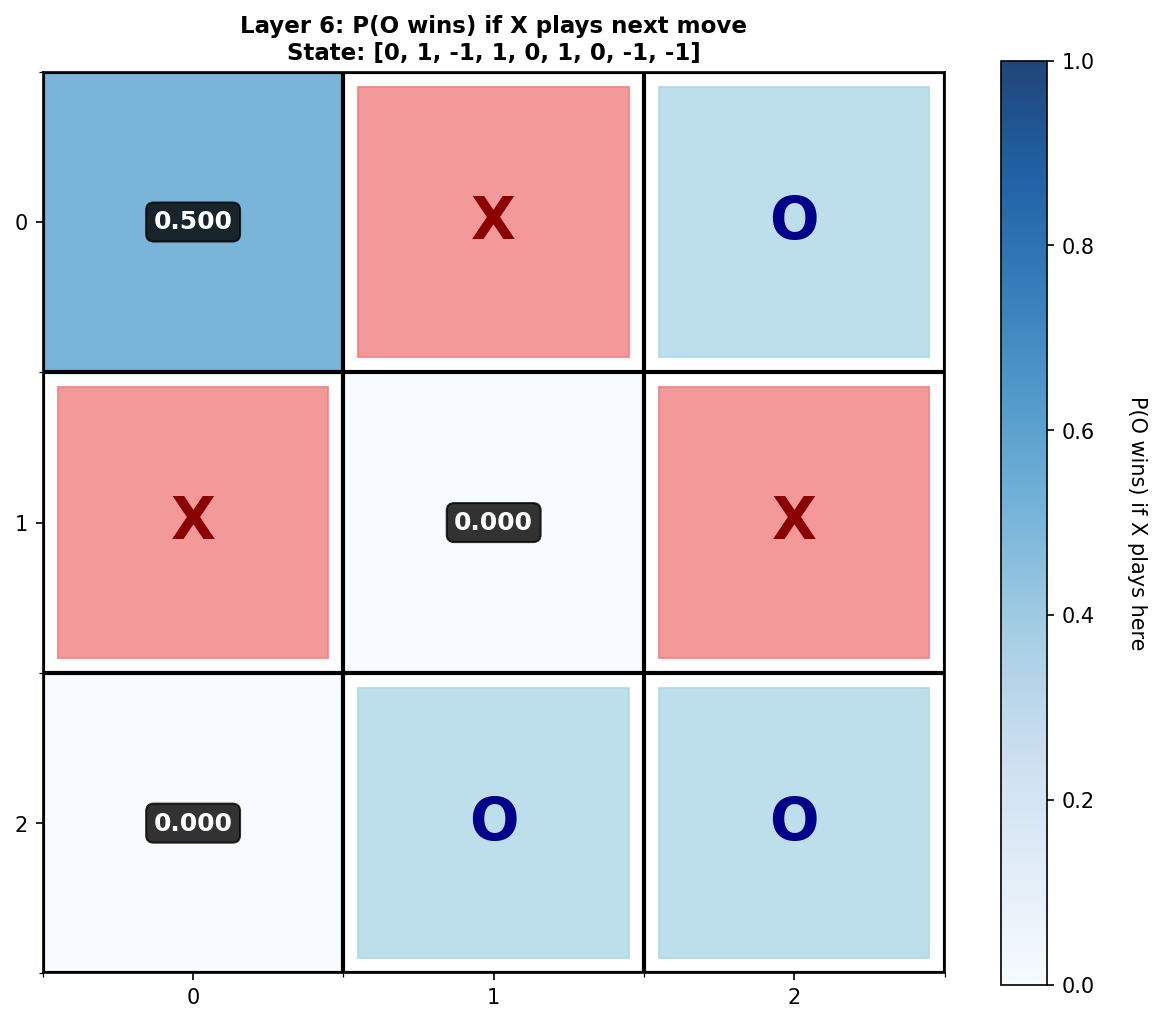 Layer 6: P(O wins) if X plays next move
State: [0, 1, -1, 1, 0, 1, 0, -1, -1]
0.500
X
O
X
0.000
X
0.000
O
O
0
1
2
0
1
2
1.0
0.8
0.6
0.4
0.2
0.0
P(O wins) if X plays here